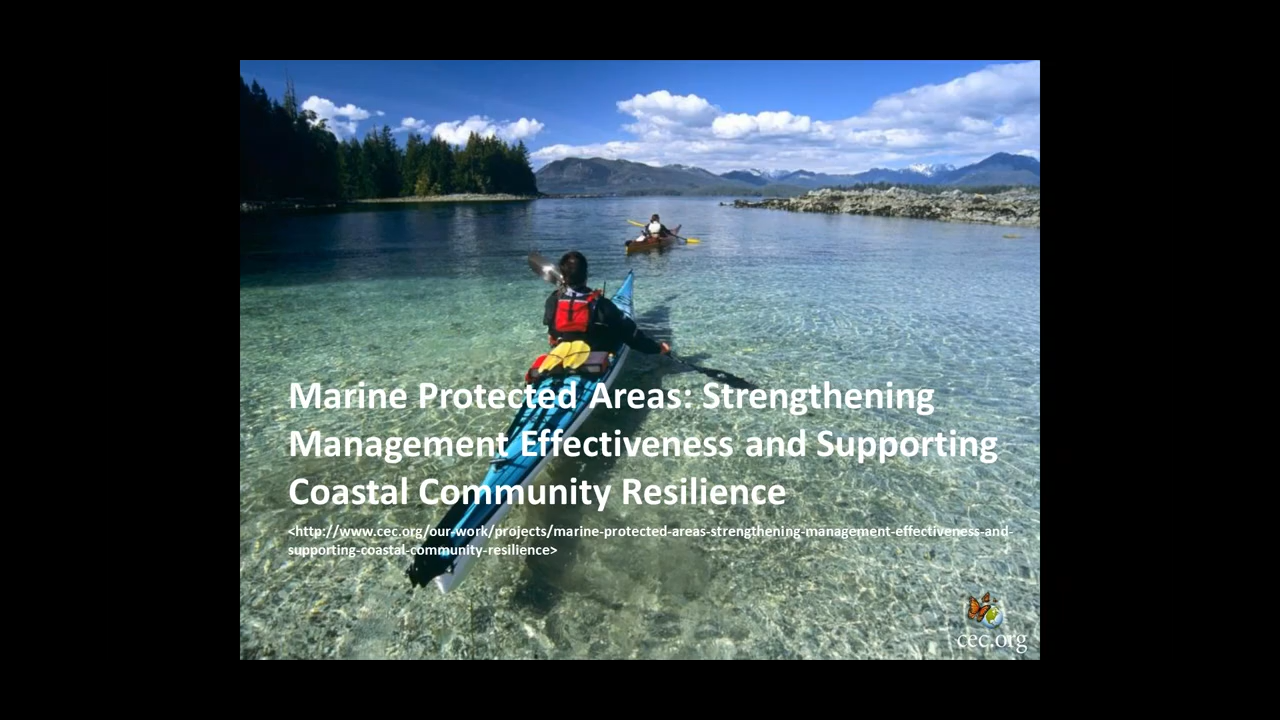 Marine Protected Areas: Strengthening
Management Effectiveness and Supporting
Coastal Community Resilience
<http://www.cec.org/our-work/projects/marine-protected-areas-strengthening-management-effectiveness-and-
supporting-coastal-community-resilience>
cec.org